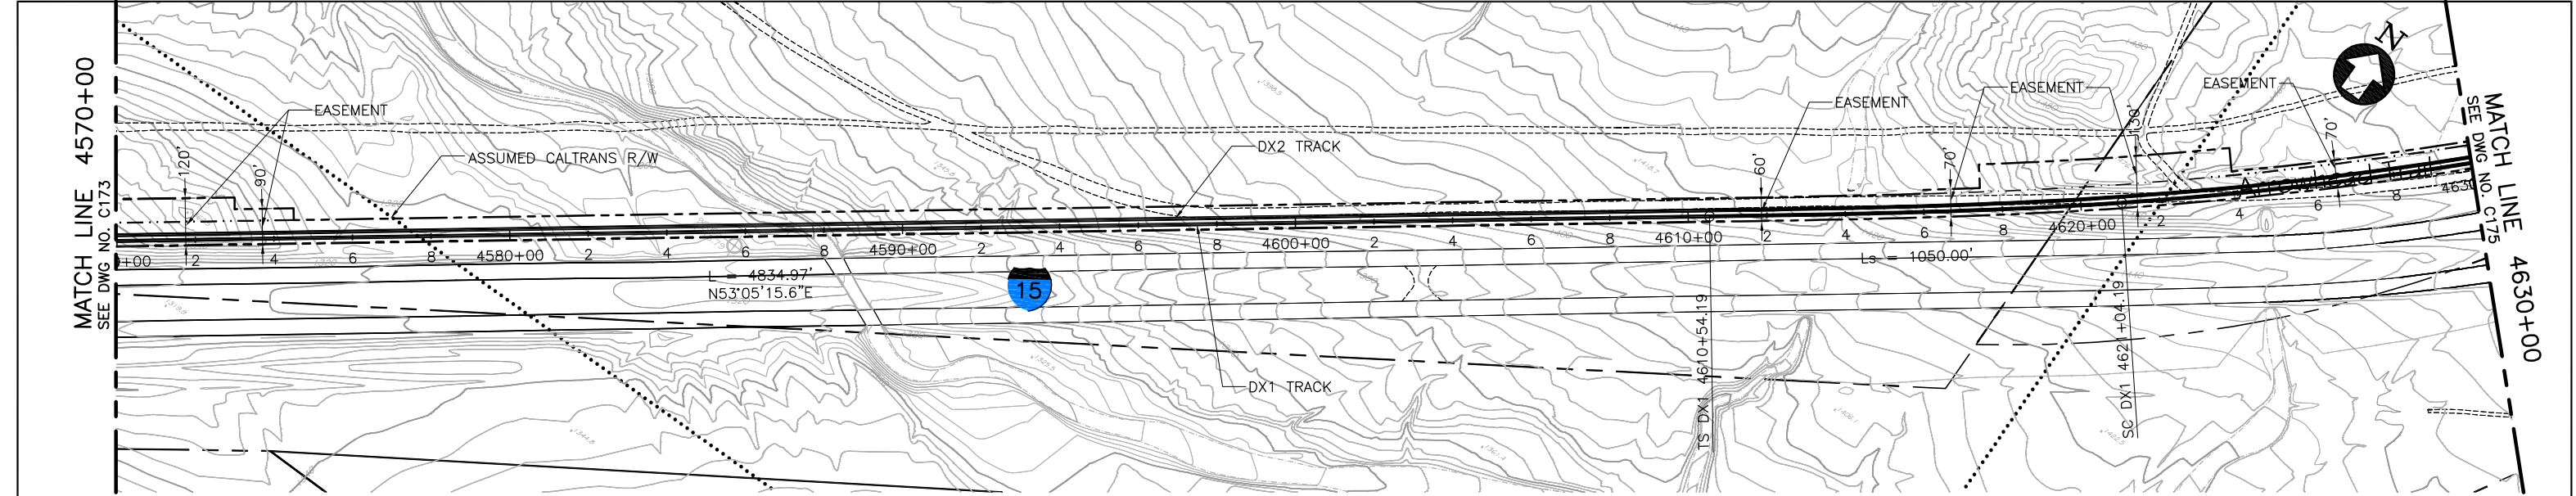 MATCH LINE 4570+00
SEE DWG NO. C173
120'
90'
EASEMENT
ASSUMED CALTRANS R/W
DX2 TRACK
60'
EASEMENT
70'
EASEMENT
130'
EASEMENT
70'
N
Arrowhead Trail
MATCH LINE 4630+00
SEE DWG NO. C175
0+00 2 4 6 8 4580+00 2 4 6 8 4590+00 2 4 6 8 4600+00 2 4 6 8 4610+00 2 4 6 8 4620+00 2 4 6 8 4630
L = 4834.97'
N53°05'15.6"E
15
DX1 TRACK
Ls = 1050.00'
TS DX1 4610+54.19
SC DX1 4621+04.19